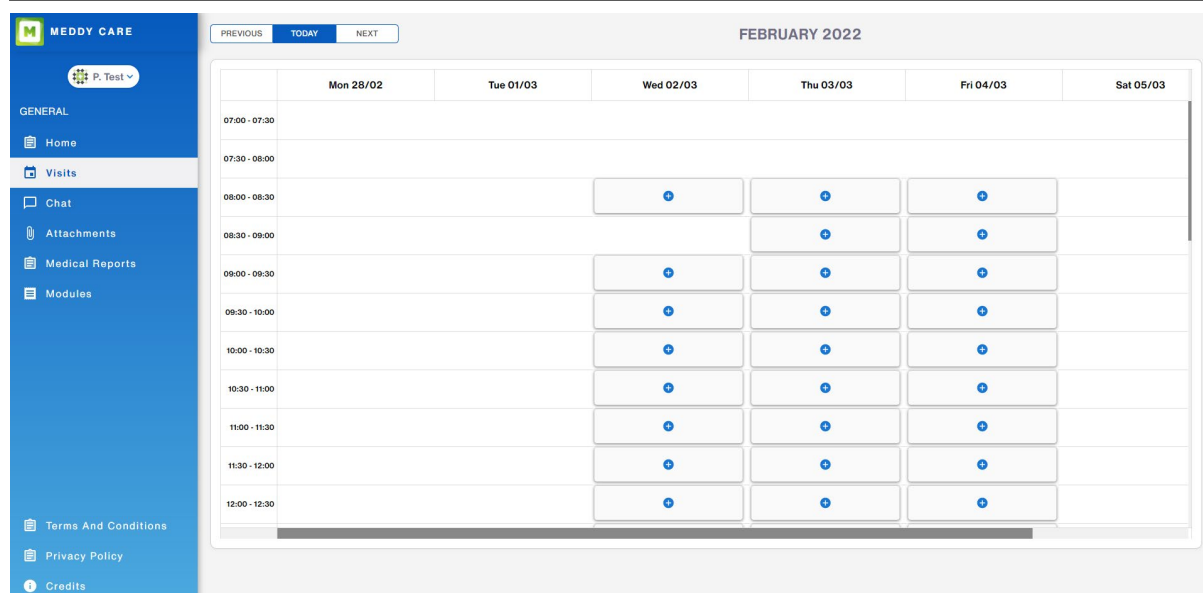 M MEDDY CARE
P. Test
GENERAL
Home
Visits
Chat
Attachments
Medical Reports
Modules
Terms And Conditions
Privacy Policy
Credits
PREVIOUS TODAY NEXT
FEBRUARY 2022
Mon 28/02 Tue 01/03 Wed 02/03 Thu 03/03 Fri 04/03 Sat 05/03
07:00 - 07:30
07:30 - 08:00
08:00 - 08:30
08:30 - 09:00
09:00 - 09:30
09:30 - 10:00
10:00 - 10:30
10:30 - 11:00
11:00 - 11:30
11:30 - 12:00
12:00 - 12:30